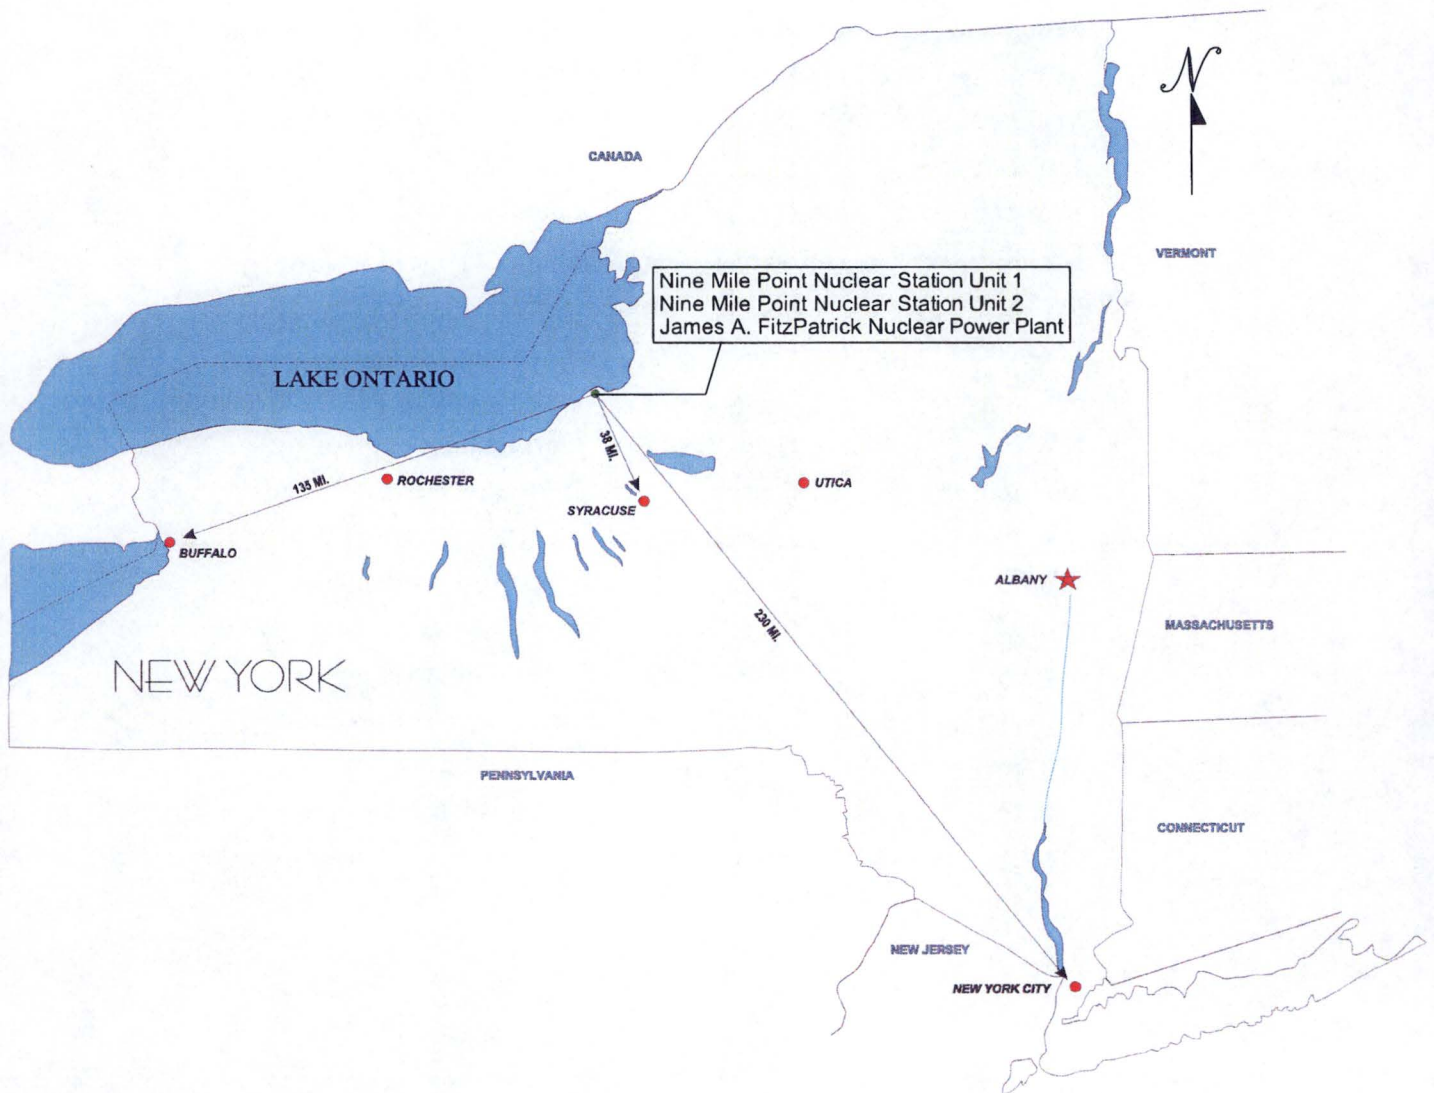 N
CANADA
VERMONT
Nine Mile Point Nuclear Station Unit 1
Nine Mile Point Nuclear Station Unit 2
James A. FitzPatrick Nuclear Power Plant
LAKE ONTARIO
38 MI.
135 MI.
ROCHESTER
UTICA
SYRACUSE
BUFFALO
ALBANY
230 MI.
MASSACHUSETTS
NEW YORK
PENNSYLVANIA
CONNECTICUT
NEW JERSEY
NEW YORK CITY